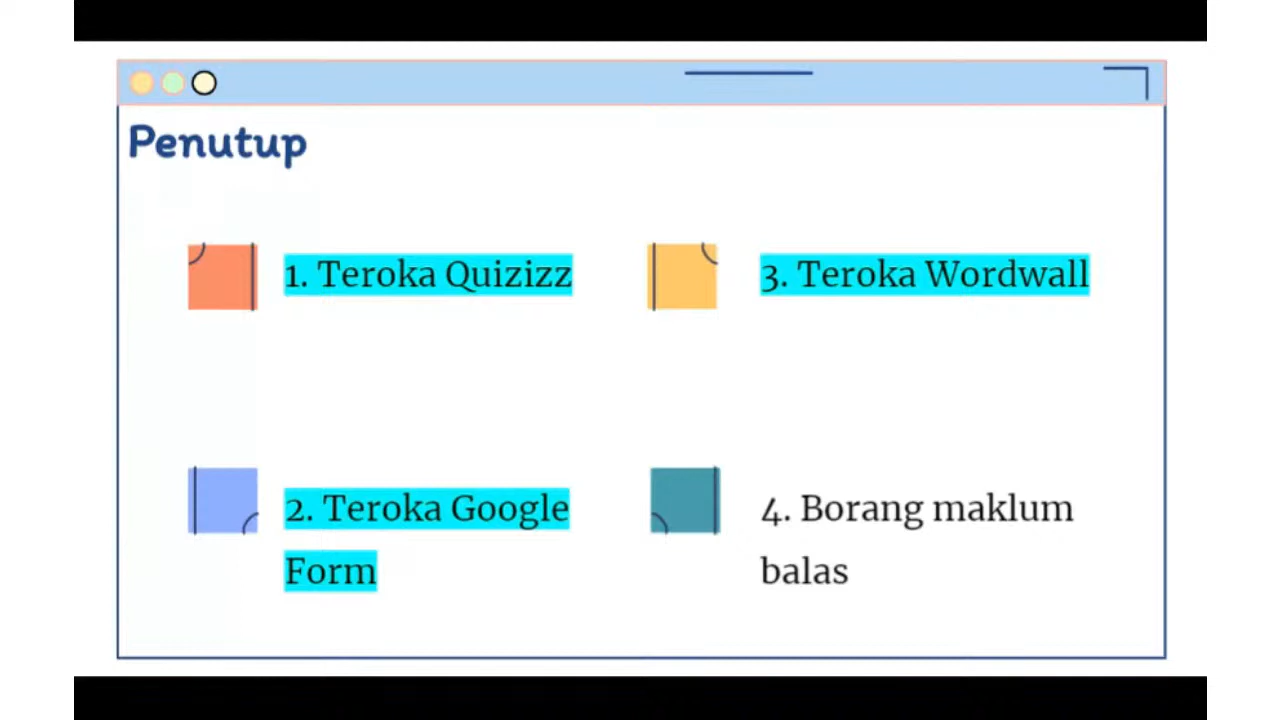 Penutup
1. Teroka Quizizz
2. Teroka Google
Form
3. Teroka Wordwall
4. Borang maklum
balas